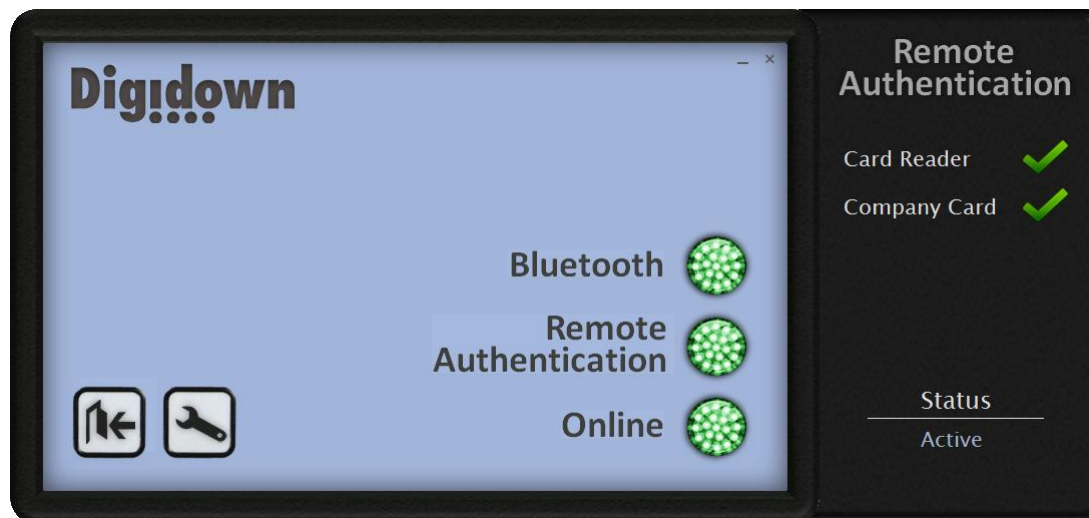 Digidown
Bluetooth
Remote
Authentication
Online
Remote
Authentication
Card Reader
Company Card
Status
Active